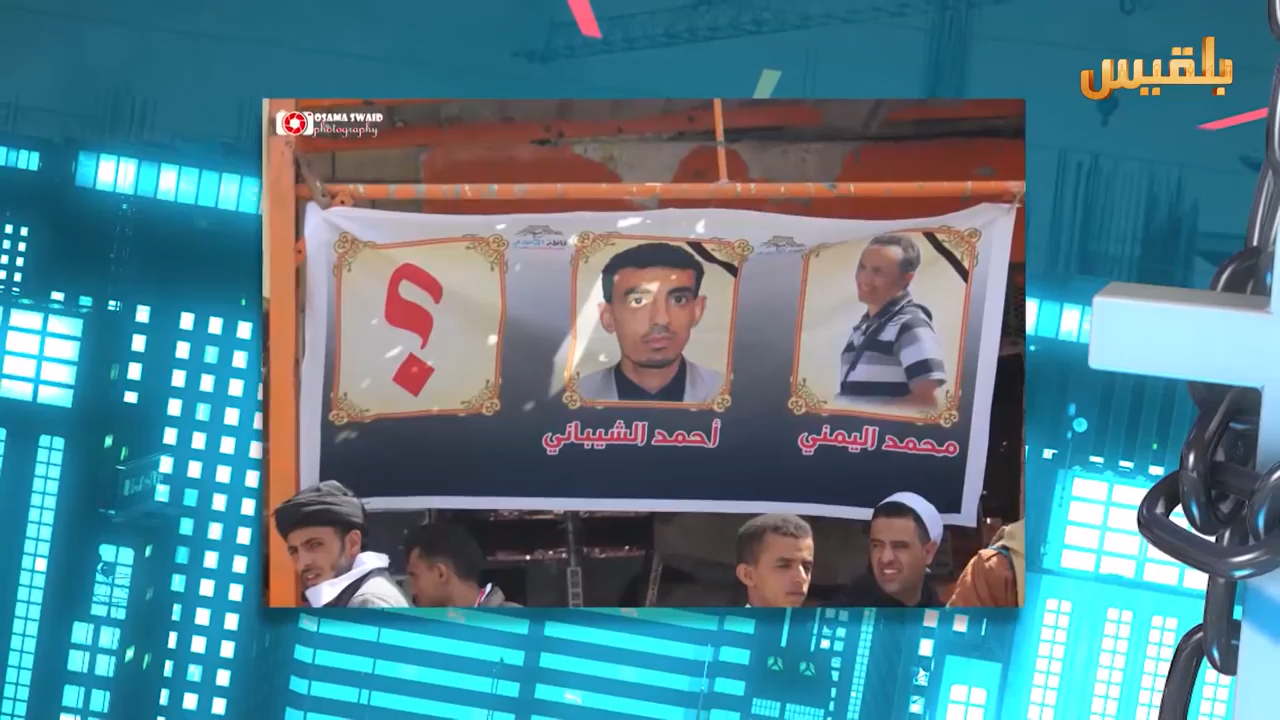 بلقيس
OSAMA SWAID
photography
؟
أحمد الشيباني
محمد اليمني